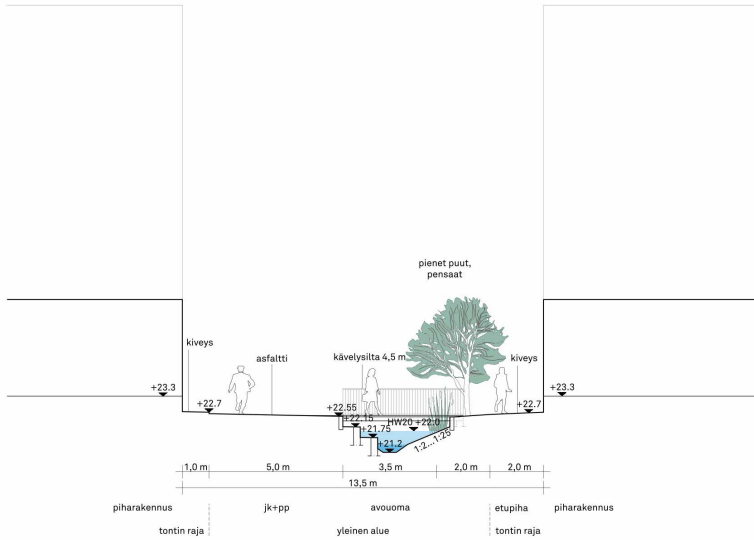 pienet puut,
pensaat
kiveys
asfaltti
kävelysilta 4,5 m
kiveys
+23.3
+23.3
+22.7
+22.55
+22.7
+22.15
HW20 +22.0
+21.75
+21.2
1:2...1:25
1,0 m
5,0 m
3,5 m
2,0 m
2,0 m
13,5 m
piharakennus
jk+pp
avouoma
etupiha
piharakennus
tontin raja
yleinen alue
tontin raja